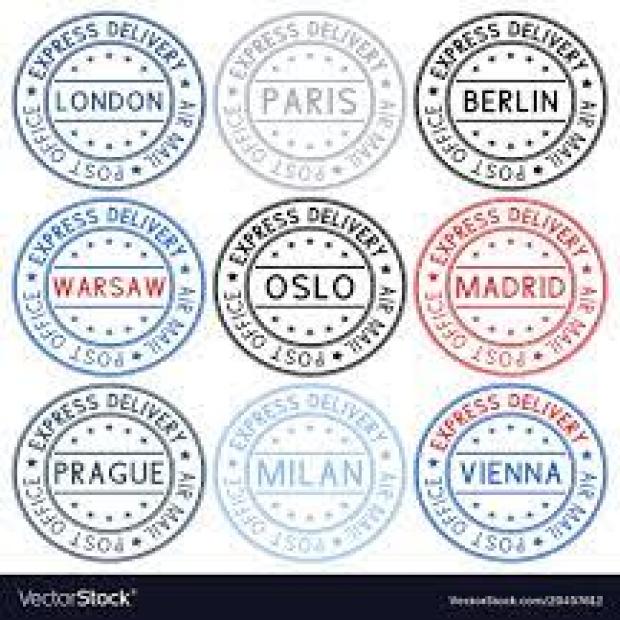 EXPRESS DELIVERY
LONDON
AIR MAIL
POST OFFICE
EXPRESS DELIVERY
PARIS
AIR MAIL
POST OFFICE
EXPRESS DELIVERY
BERLIN
AIR MAIL
POST OFFICE
EXPRESS DELIVERY
WARSAW
AIR MAIL
POST OFFICE
EXPRESS DELIVERY
OSLO
AIR MAIL
POST OFFICE
EXPRESS DELIVERY
MADRID
AIR MAIL
POST OFFICE
EXPRESS DELIVERY
PRAGUE
AIR MAIL
POST OFFICE
EXPRESS DELIVERY
MILAN
AIR MAIL
POST OFFICE
EXPRESS DELIVERY
VIENNA
AIR MAIL
POST OFFICE
VectorStock®